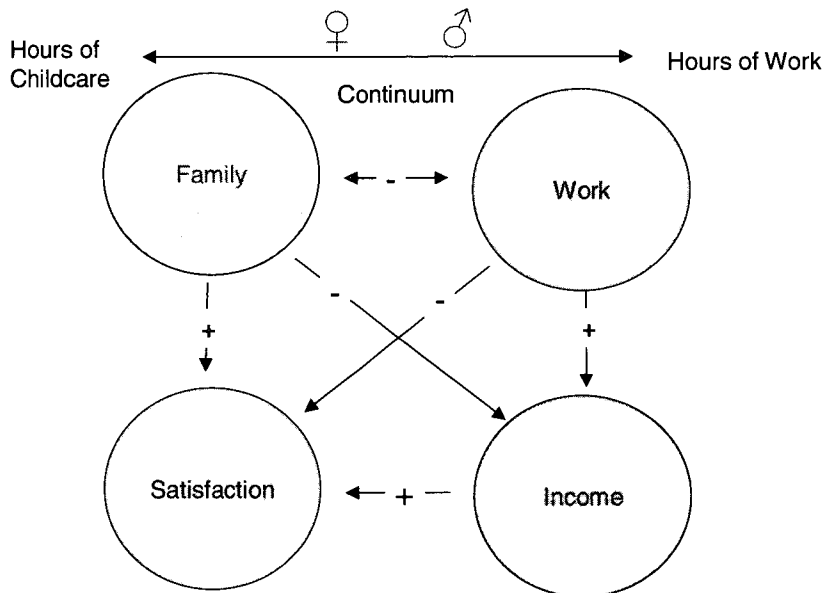 ♀ ♂
Hours of
Childcare
Hours of Work
Continuum
Family
-
Work
-
-
+
+
Satisfaction
+
Income